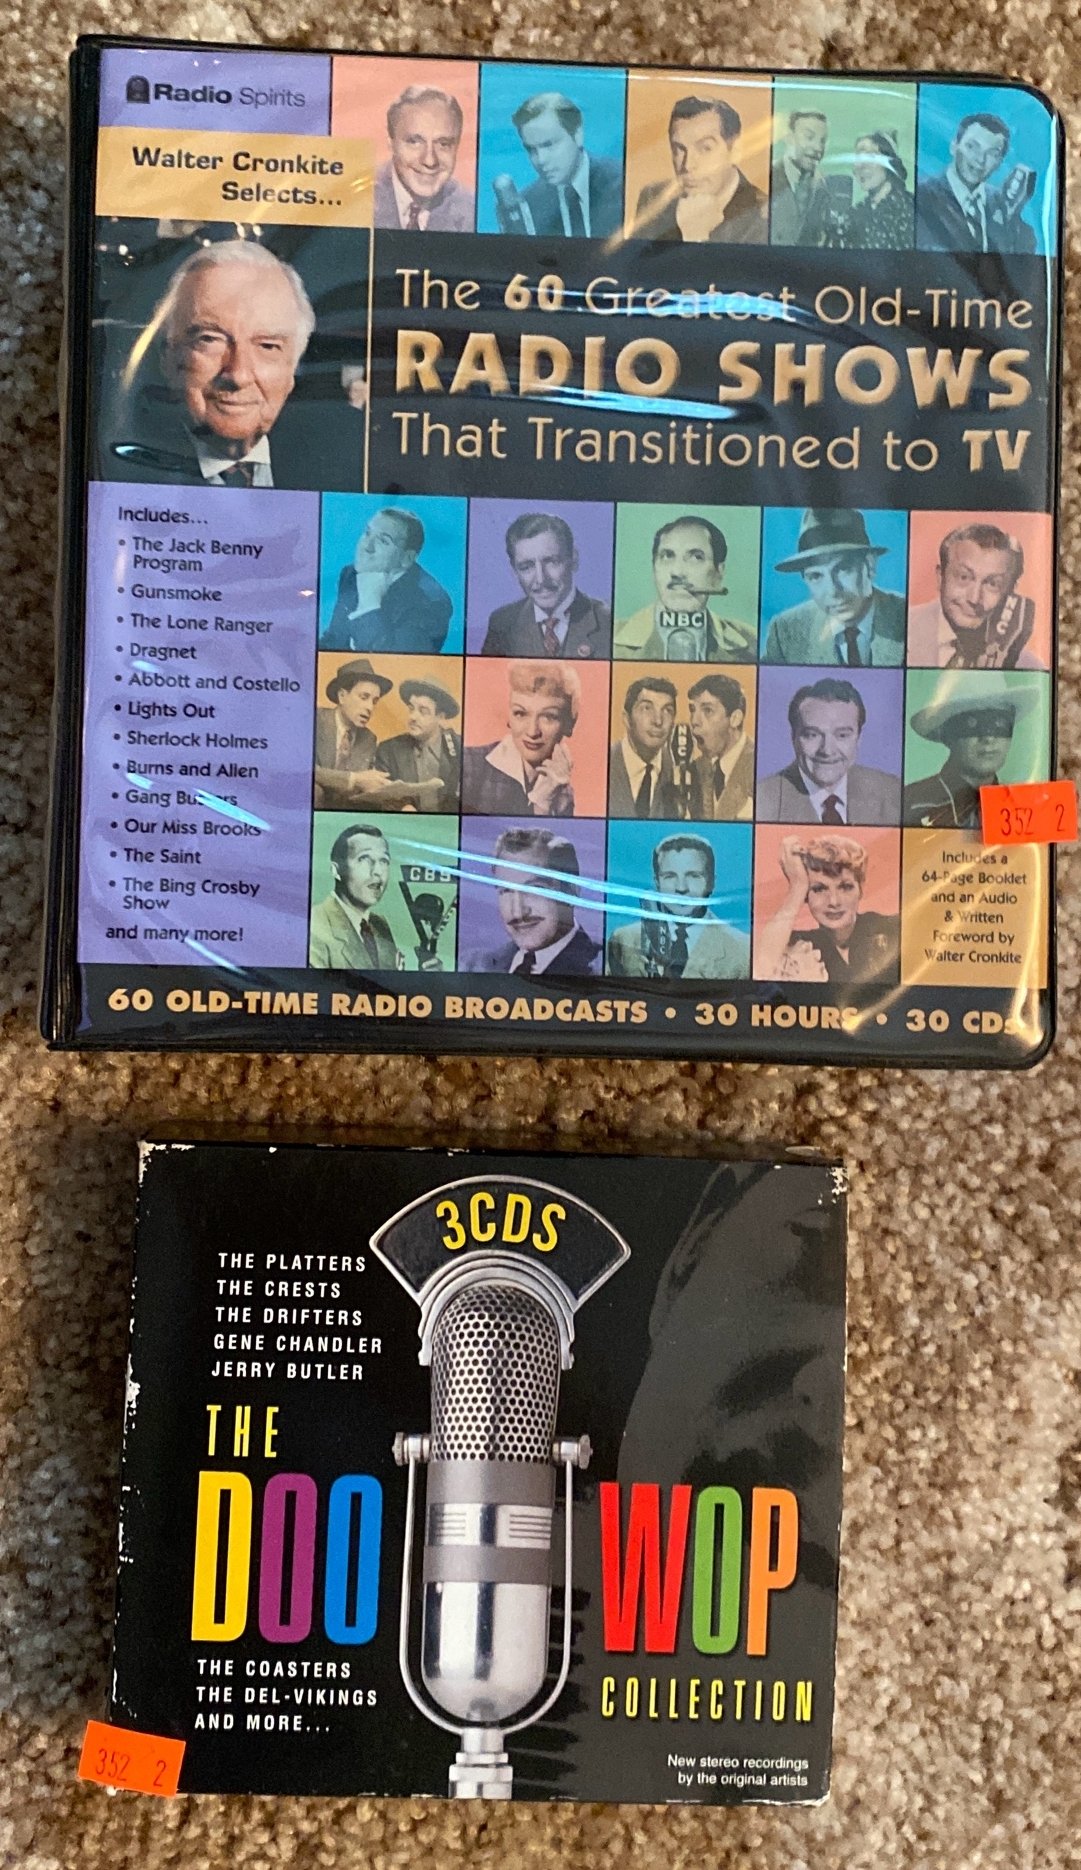 Radio Spirits
Walter Cronkite
Selects...
The 60 Greatest Old-Time
RADIO SHOWS
That Transitioned to TV
Includes...
• The Jack Benny
Program
• Gunsmoke
• The Lone Ranger
• Dragnet
• Abbott and Costello
• Lights Out
• Sherlock Holmes
• Burns and Allen
• Gang
• Our Miss Brooks
• The Saint
• The Bing Crosby
Show
and many more!
NBC
NBC
NBC
CBS
NBC
352 2
Includes a
64-Page Booklet
and an Audio
& Written
Foreword by
Walter Cronkite
60 OLD-TIME RADIO BROADCASTS • 30 HOURS • 30 CDs
3CDS
THE PLATTERS
THE CRESTS
THE DRIFTERS
GENE CHANDLER
JERRY BUTLER
THE
DOO WOP
COLLECTION
THE COASTERS
THE DEL-VIKINGS
AND MORE...
New stereo recordings
by the original artists
352 2